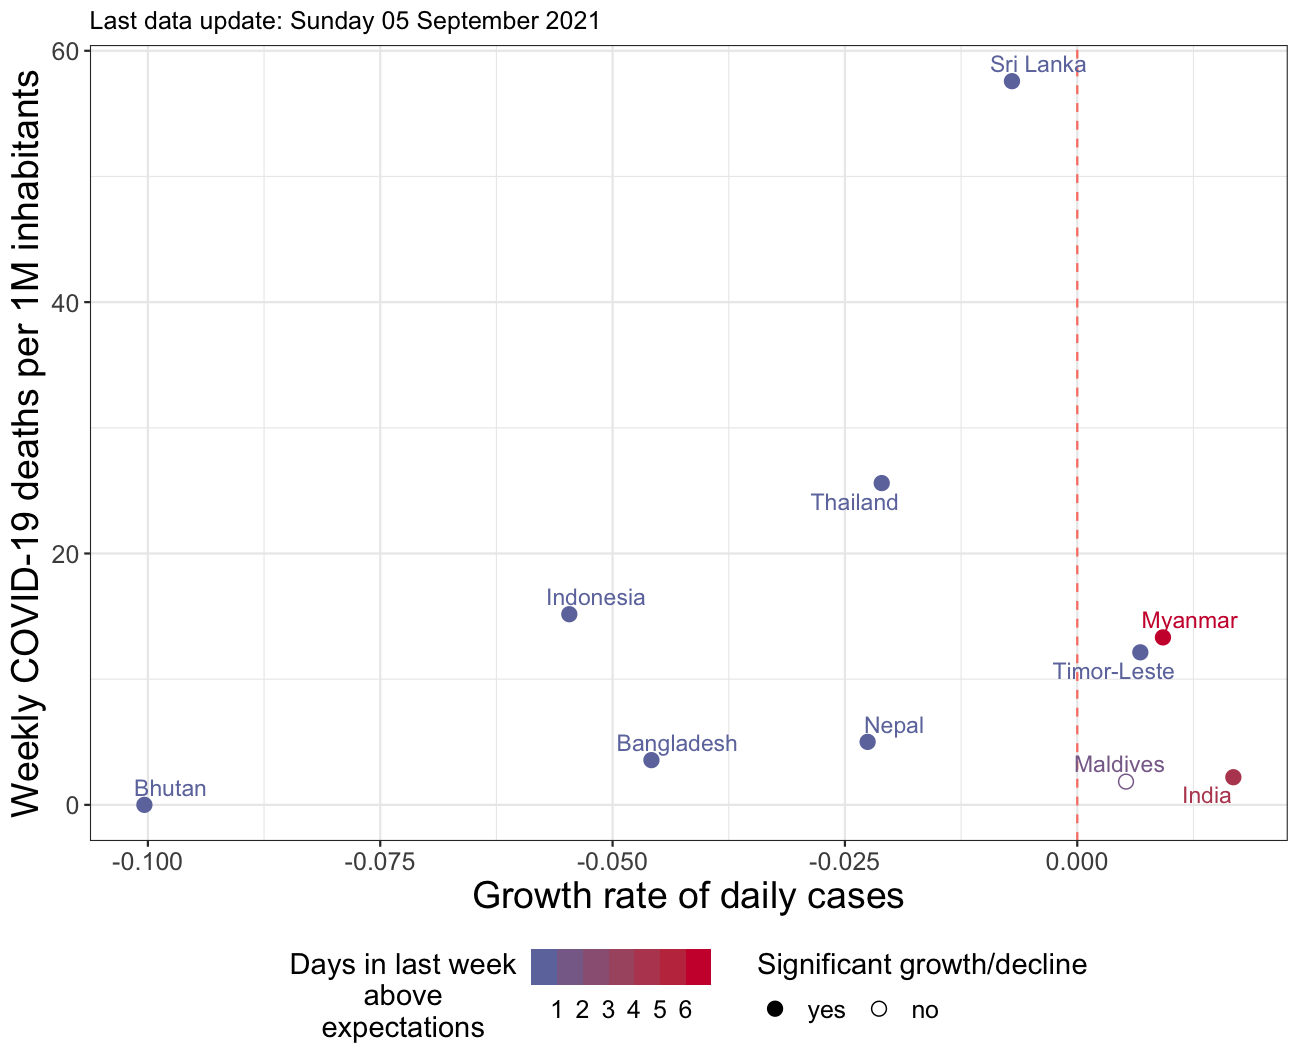 Last data update: Sunday 05 September 2021
Weekly COVID-19 deaths per 1M inhabitants
60
40
20
0
Sri Lanka
Thailand
Indonesia
Myanmar
Timor-Leste
Nepal
Bangladesh
Maldives
Bhutan
India
-0.100 -0.075 -0.050 -0.025 0.000
Growth rate of daily cases
Days in last week
above
expectations
1 2 3 4 5 6
Significant growth/decline
yes no